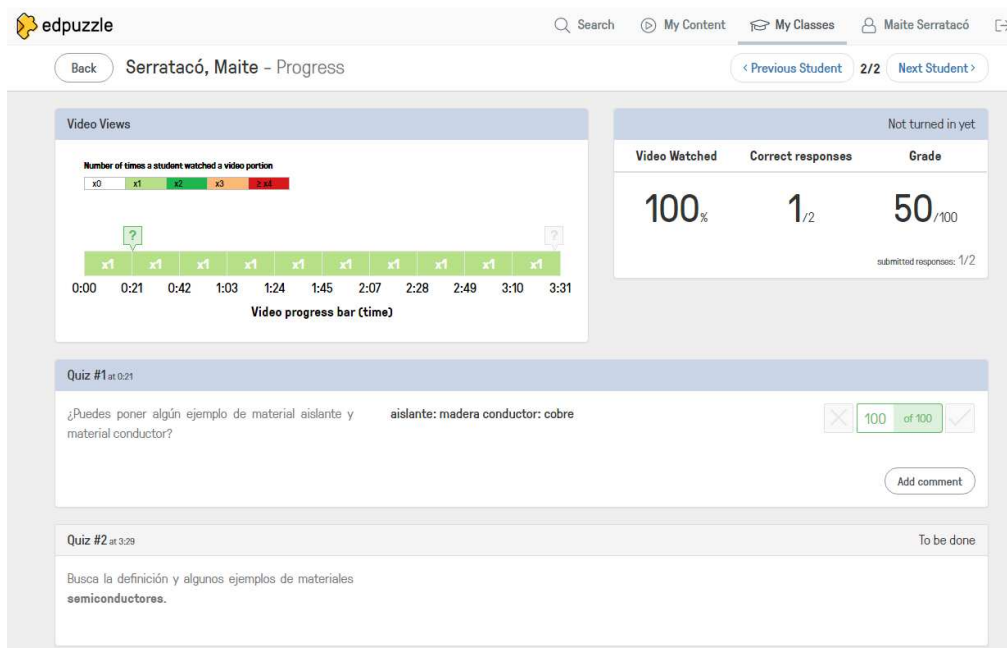 edpuzzle
Search
My Content
My Classes
Maite Serratacó
Back
Serratacó, Maite - Progress
< Previous Student
2/2
Next Student >
Video Views
Number of times a student watched a video portion
x0 x1 x2 x3 ≥ x4
?
?
x1 x1 x1 x1 x1 x1 x1 x1 x1 x1
0:00 0:21 0:42 1:03 1:24 1:45 2:07 2:28 2:49 3:10 3:31
Video progress bar (time)
Not turned in yet
Video Watched Correct responses Grade
100% 1/2 50/100
submitted responses: 1/2
Quiz #1 at 0:21
¿Puedes poner algún ejemplo de material aislante y
material conductor?
aislante: madera conductor: cobre
100 of 100
Add comment
Quiz #2 at 3:29
To be done
Busca la definición y algunos ejemplos de materiales
semiconductores.